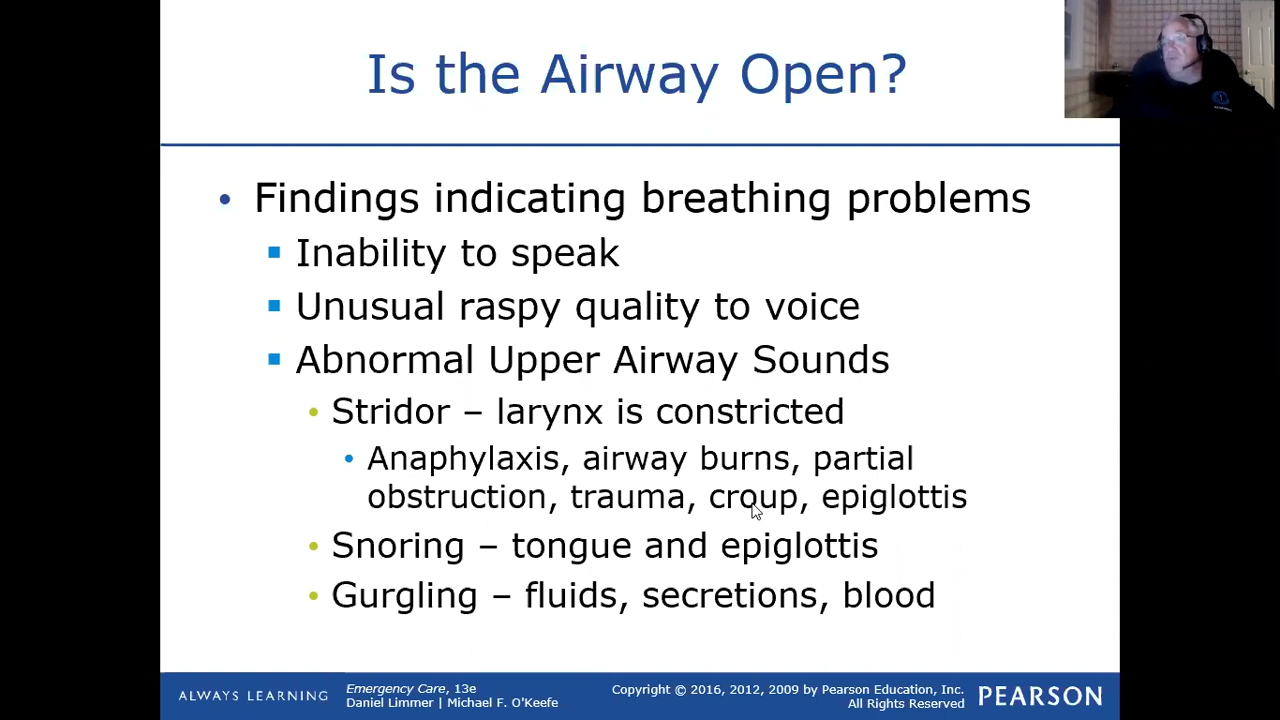 Is the Airway Open?
• Findings indicating breathing problems
▪ Inability to speak
▪ Unusual raspy quality to voice
▪ Abnormal Upper Airway Sounds
• Stridor – larynx is constricted
• Anaphylaxis, airway burns, partial
obstruction, trauma, croup, epiglottis
• Snoring – tongue and epiglottis
• Gurgling – fluids, secretions, blood
ALWAYS LEARNING
Emergency Care, 13e
Daniel Limmer | Michael F. O'Keefe
Copyright © 2016, 2012, 2009 by Pearson Education, Inc.
All Rights Reserved
PEARSON